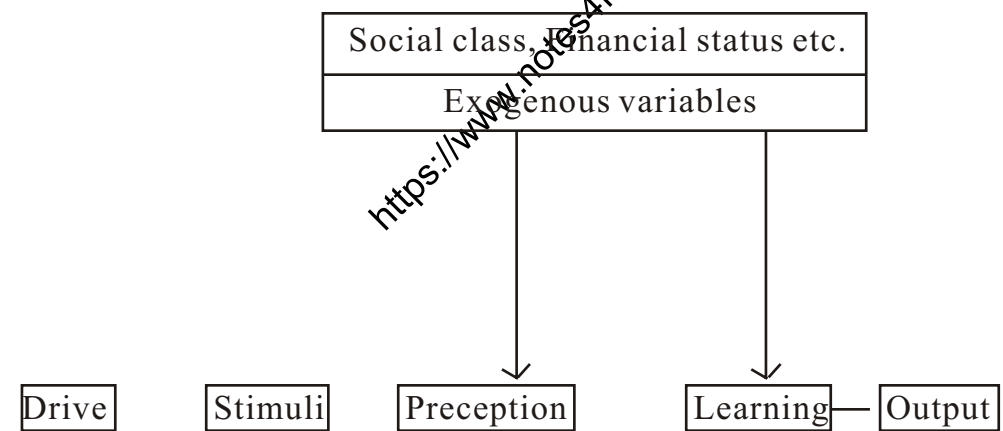 Social class, Financial status etc.
Exogenous variables
https://www.notes4
Drive Stimuli Preception Learning Output